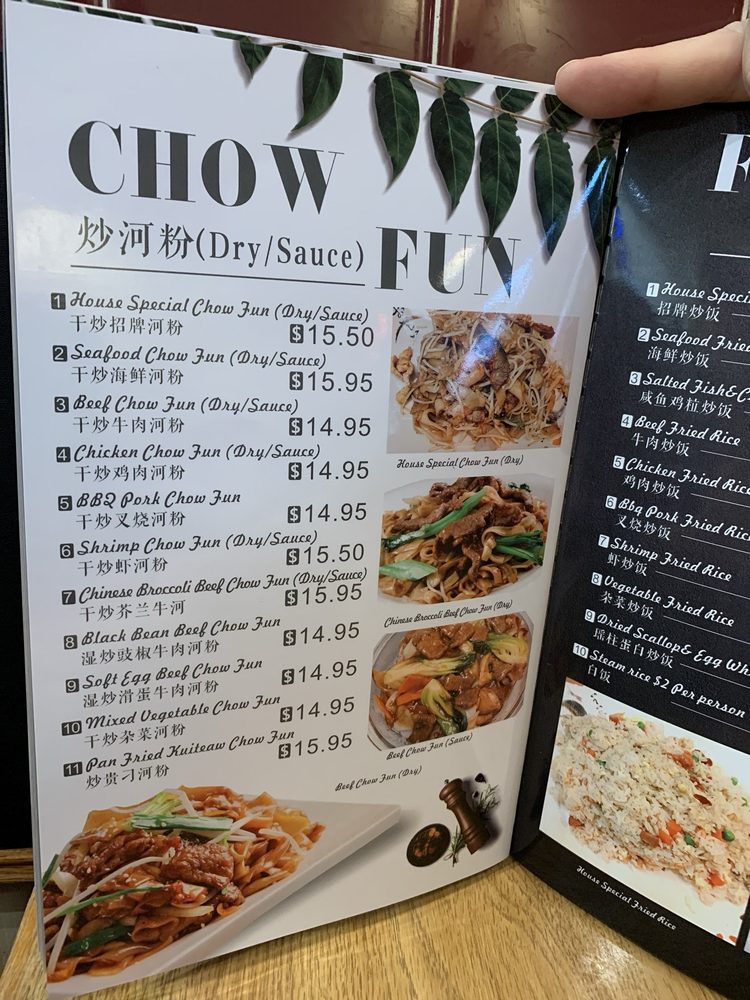 CHOW
炒河粉(Dry/Sauce) FUN
1 House Special Chow Fun (Dry/Sauce)
干炒招牌河粉 $15.50
2 Seafood Chow Fun (Dry/Sauce)
干炒海鲜河粉 $15.95
3 Beef Chow Fun (Dry/Sauce)
干炒牛肉河粉 $14.95
4 Chicken Chow Fun (Dry/Sauce)
干炒鸡肉河粉 $14.95
5 BBQ Pork Chow Fun
干炒叉烧河粉 $14.95
6 Shrimp Chow Fun (Dry/Sauce)
干炒虾河粉 $15.50
7 Chinese Broccoli Beef Chow Fun (Dry/Sauce)
干炒芥兰牛河 $15.95
8 Black Bean Beef Chow Fun
湿炒豉椒牛肉河粉 $14.95
9 Soft Egg Beef Chow Fun
湿炒滑蛋牛肉河粉 $14.95
10 Mixed Vegetable Chow Fun
干炒杂菜河粉 $14.95
11 Pan Fried Kuiteaw Chow Fun
炒贵刁河粉 $15.95
House Special Chow Fun (Dry)
Chinese Broccoli Beef Chow Fun (Dry)
Beef Chow Fun (Sauce)
Beef Chow Fun (Dry)
1 House
招牌炒饭
2 Seafood
海鲜炒饭
3 Salted Fish&
咸鱼鸡粒炒饭
4 Beef Fried Rice
牛肉炒饭
5 Chicken Fried
鸡肉炒饭
6 Bbq Pork Fried
叉烧炒饭
7 Shrimp Fried Rice
虾炒饭
8 Vegetable Fried Rice
杂菜炒饭
9 Dried Scallop& Egg
瑶柱蛋白炒饭
10 Steam rice $2 Per person
白饭
House Special Fried Rice